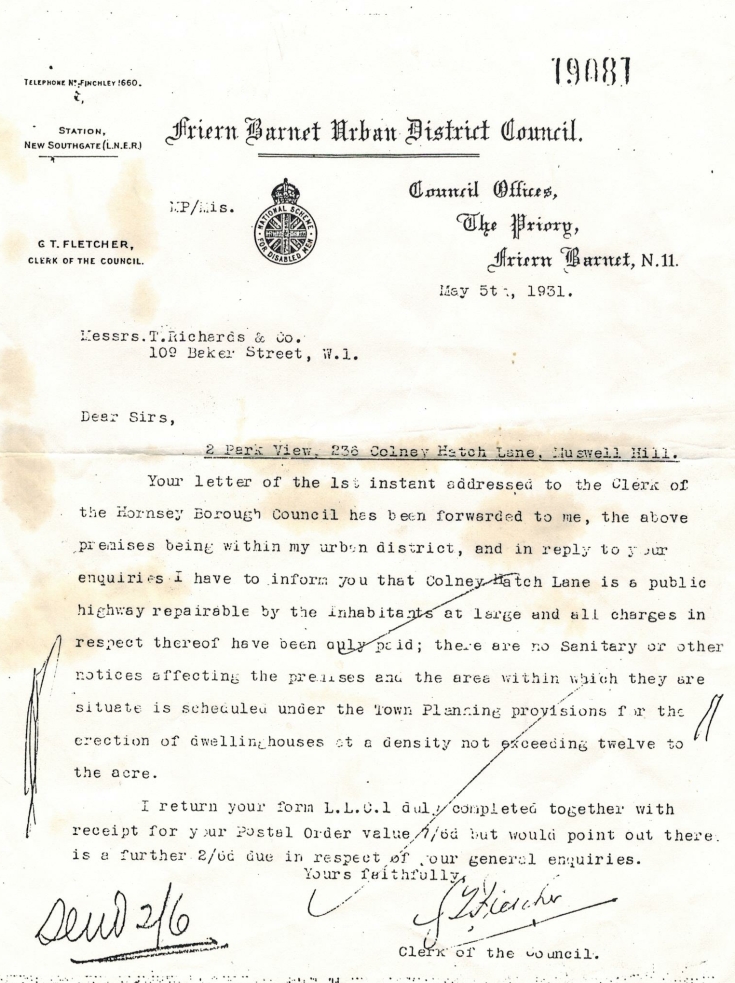 19087
TELEPHONE No. FINCHLEY 1660.
STATION,
NEW SOUTHGATE (L.N.E.R.)
Friern Barnet Urban District Council.
MP/Mis.
NATIONAL SCHEME FOR DISABLED MEN
G T. FLETCHER,
CLERK OF THE COUNCIL.
Council Offices,
The Priory,
Friern Barnet, N.11.
May 5th, 1931.
Messrs.T.Richards & Co.
109 Baker Street, W.1.
Dear Sirs,
2 Park View, 236 Colney Hatch Lane, Muswell Hill.
Your letter of the 1st instant addressed to the Clerk of
the Hornsey Borough Council has been forwarded to me, the above
premises being within my urban district, and in reply to your
enquiries I have to inform you that Colney Hatch Lane is a public
highway repairable by the inhabitants at large and all charges in
respect thereof have been duly paid; there are no Sanitary or other
notices affecting the premises and the area within which they are
situate is scheduled under the Town Planning provisions for the
erection of dwellinghouses at a density not exceeding twelve to
the acre.
I return your form L.L.C.1 duly completed together with
receipt for your Postal Order value /6d but would point out there
is a further 2/6d due in respect of your general enquiries.
Yours faithfully,
G T Fletcher
Send 2/6
Clerk of the Council.